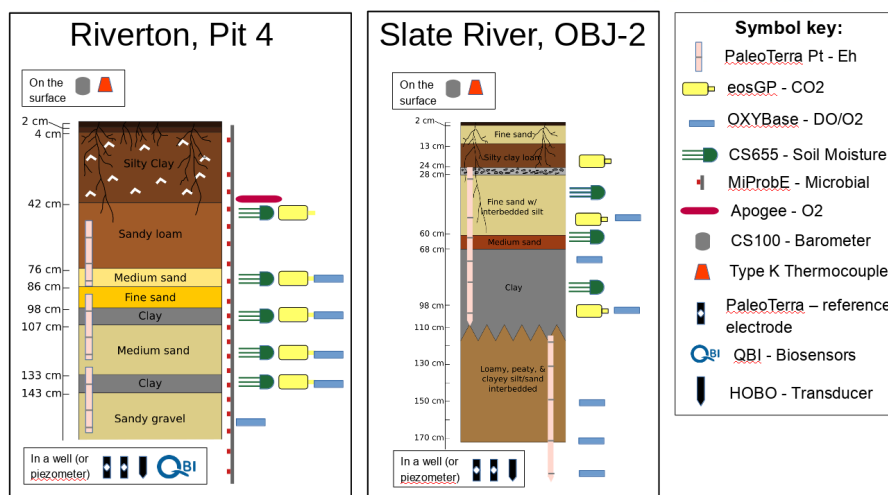 Riverton, Pit 4
On the
surface
2 cm
4 cm
Silty Clay
42 cm
Sandy loam
76 cm
Medium sand
86 cm
Fine sand
98 cm
Clay
107 cm
Medium sand
133 cm
Clay
143 cm
Sandy gravel
In a well (or
piezometer)
QBI
Slate River, OBJ-2
On the
surface
2 cm
Fine sand
13 cm
Silty clay loam
24 cm
28 cm
Fine sand w/
interbedded silt
60 cm
Medium sand
68 cm
Clay
98 cm
110 cm
130 cm
Loamy, peaty, &
clayey silt/sand
interbedded
150 cm
170 cm
In a well (or
piezometer)
Symbol key:
PaleoTerra Pt - Eh
eosGP - CO2
OXYBase - DO/O2
CS655 - Soil Moisture
MiProbE - Microbial
Apogee - O2
CS100 - Barometer
Type K Thermocouple
PaleoTerra – reference
electrode
QBI
QBI - Biosensors
HOBO - Transducer